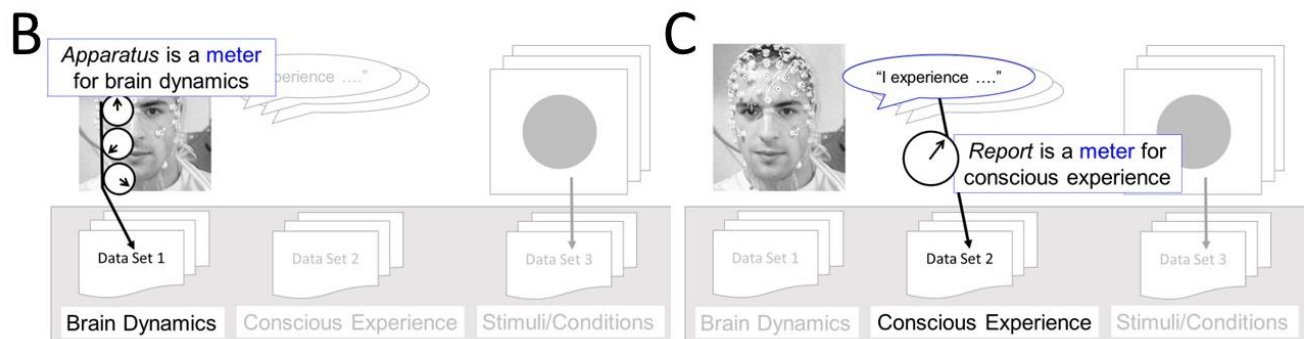 B
Apparatus is a meter
for brain dynamics
perience ....”
Data Set 1
Data Set 2
Data Set 3
Brain Dynamics
Conscious Experience
Stimuli/Conditions
C
“I experience ....”
Report is a meter for
conscious experience
Data Set 1
Data Set 2
Data Set 3
Brain Dynamics
Conscious Experience
Stimuli/Conditions